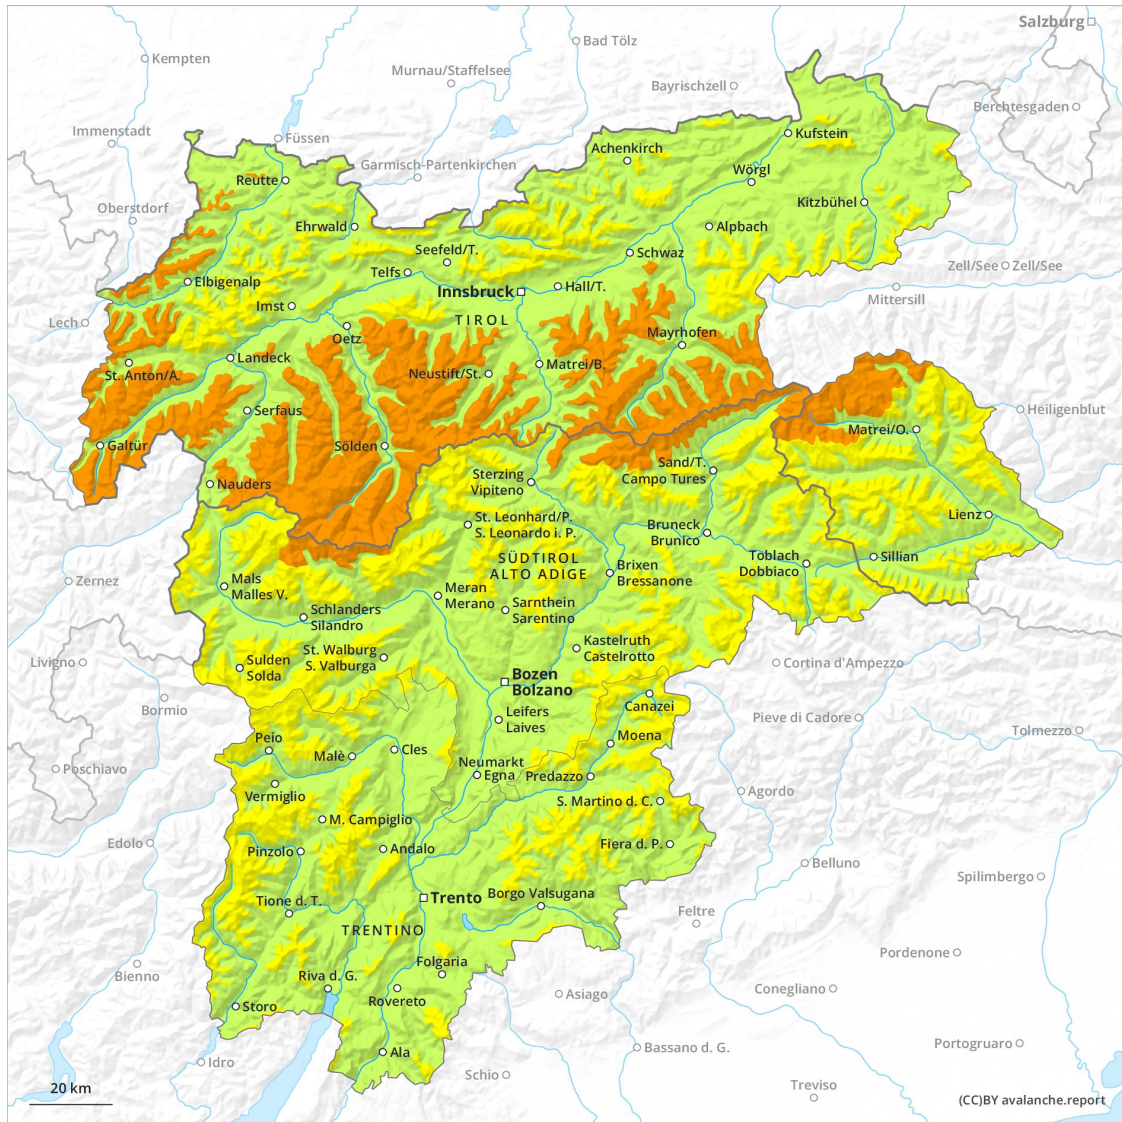 Salzburg
Bad Tölz
Kempten
Murnau/Staffelsee
Bayrischzell
Berchtesgaden
Immenstadt
Füssen
Kufstein
Achenkirch
Garmisch-Partenkirchen
Wörgl
Reutte
Kitzbühel
Oberstdorf
Ehrwald
Alpbach
Seefeld/T.
Schwaz
Zell/See
Zell/See
Telfs
Elbigenalp
Hall/T.
Innsbruck
Mittersill
Imst
TIROL
Lech
Oetz
Mayrhofen
Landeck
Matrei/B.
St. Anton/A.
Neustift/St.
Serfaus
Heiligenblut
Matrei/O.
Galtür
Sölden
Sand/T.
Campo Tures
Sterzing
Vipiteno
Nauders
St. Leonhard/P.
S. Leonardo i. P.
Lienz
Bruneck
Brunico
SÜDTIROL
ALTO ADIGE
Toblach
Dobbiaco
Sillian
Brixen
Bressanone
Zernez
Mals
Malles V.
Meran
Merano
Sarnthein
Sarentino
Schlanders
Silandro
Kastelruth
Castelrotto
St. Walburg
S. Valburga
Livigno
Sulden
Solda
Cortina d'Ampezzo
Bozen
Bolzano
Canazei
Bormio
Leifers
Laives
Pieve di Cadore
Tolmezzo
Peio
Moena
Malè
Cles
Neumarkt
Egna
Predazzo
Poschiavo
Vermiglio
Agordo
S. Martino d. C.
M. Campiglio
Edolo
Pinzolo
Andalo
Fiera d. P.
Belluno
Spilimbergo
Trento
Borgo Valsugana
Tione d. T.
Feltre
TRENTINO
Pordenone
Folgaria
Bienno
Riva d. G.
Rovereto
Conegliano
Asiago
Storo
Portogruaro
Bassano d. G.
Ala
Idro
Schio
Treviso
20 km
(CC)BY avalanche.report